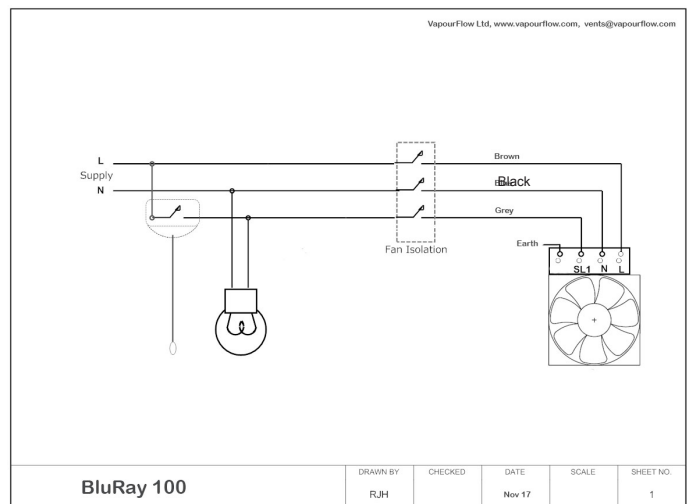 VapourFlow Ltd, www.vapourflow.com, vents@vapourflow.com
L
Supply
N
Brown
Black
Grey
Fan Isolation
Earth
SL1 N L
BluRay 100
DRAWN BY CHECKED DATE SCALE SHEET NO.
RJH Nov 17 1